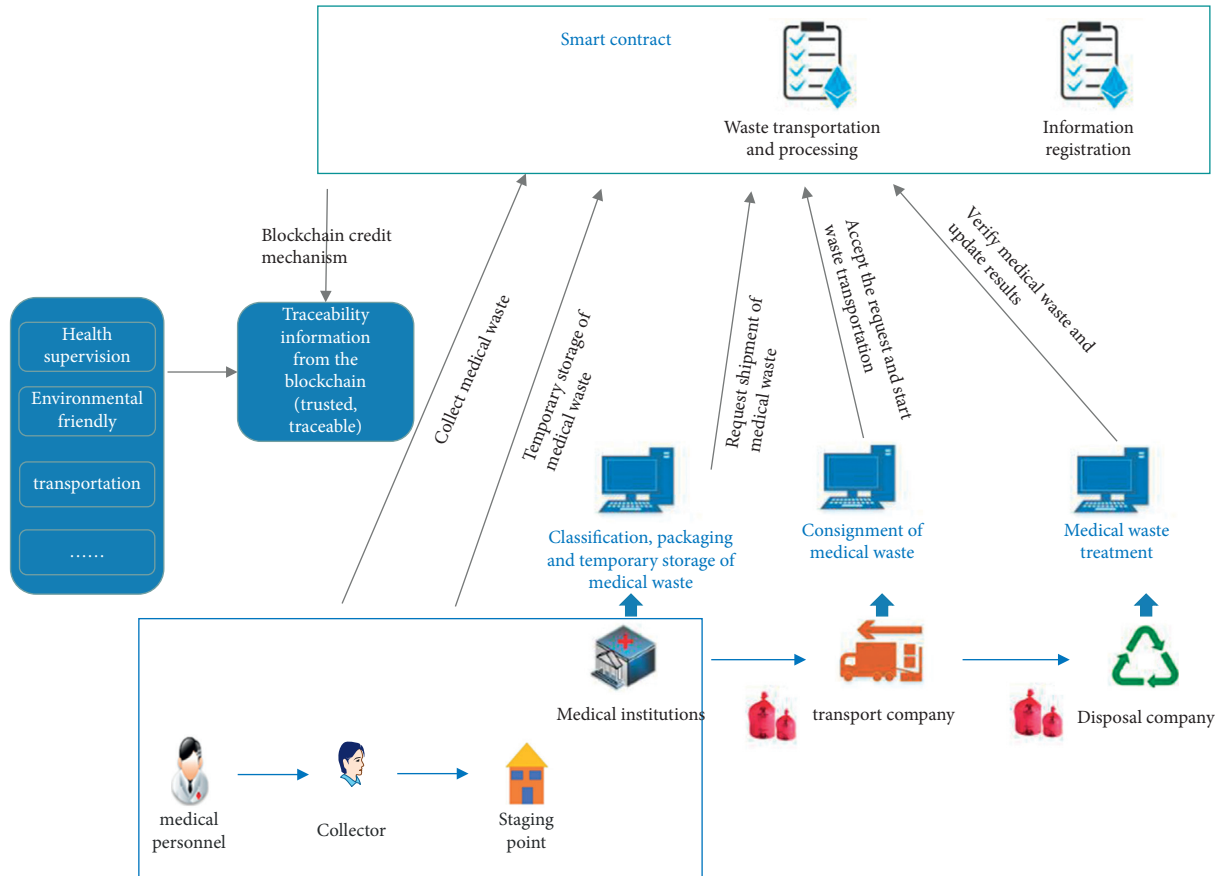 Smart contract
Waste transportation
and processing
Information
registration
Blockchain credit
mechanism
Health
supervision
Environmental
friendly
transportation
......
Traceability
information
from the
blockchain
(trusted,
traceable)
Collect medical waste
Temporary storage of
medical waste
Request shipment of
medical waste
Accept the request and start
waste transportation
Verify medical waste and
update results
Classification, packaging
and temporary storage of
medical waste
Consignment of
medical waste
Medical waste
treatment
Medical institutions
transport company
Disposal company
medical
personnel
Collector
Staging
point